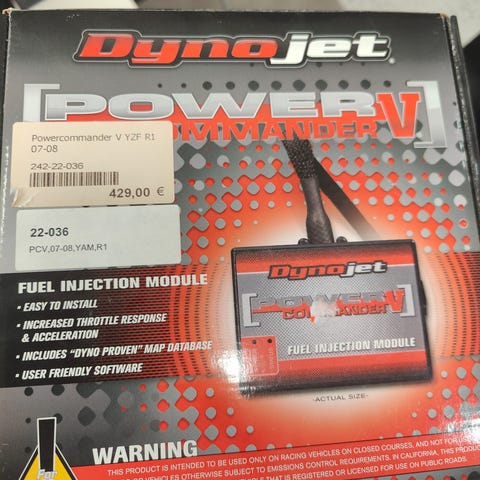 Dynojet
POWER V
COMMANDER
Powercommander V YZF R1
07-08
242-22-036
429,00 €
22-036
PCV,07-08,YAM,R1
FUEL INJECTION MODULE
• EASY TO INSTALL
• INCREASED THROTTLE RESPONSE
& ACCELERATION
• INCLUDES "DYNO PROVEN" MAP DATABASE
• USER FRIENDLY SOFTWARE
Dynojet
POWER V
COMMANDER
FUEL INJECTION MODULE
-ACTUAL SIZE-
WARNING
THIS PRODUCT IS INTENDED TO BE USED ONLY ON RACING VEHICLES ON CLOSED COURSES, AND NOT FOR
OR VEHICLES OTHERWISE SUBJECT TO EMISSIONS CONTROL REQUIREMENTS. IN CALIFORNIA, THIS
THAT IS REGISTERED OR LICENSED FOR USE ON PUBLIC ROADS.
For